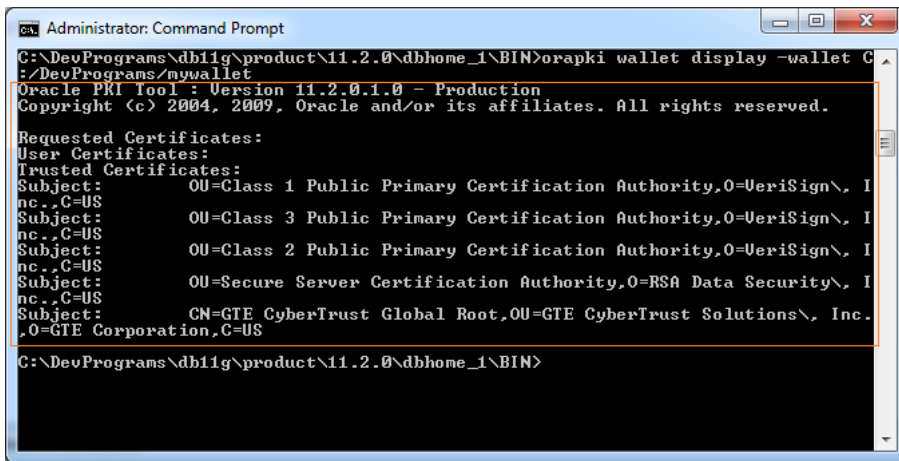 Administrator: Command Prompt
C:\DevPrograms\db11g\product\11.2.0\dbhome_1\BIN>orapki wallet display -wallet C
:/DevPrograms/mywallet
Oracle PKI Tool : Version 11.2.0.1.0 - Production
Copyright (c) 2004, 2009, Oracle and/or its affiliates. All rights reserved.
Requested Certificates:
User Certificates:
Trusted Certificates:
Subject:        OU=Class 1 Public Primary Certification Authority,O=VeriSign\, I
nc.,C=US
Subject:        OU=Class 3 Public Primary Certification Authority,O=VeriSign\, I
nc.,C=US
Subject:        OU=Class 2 Public Primary Certification Authority,O=VeriSign\, I
nc.,C=US
Subject:        OU=Secure Server Certification Authority,O=RSA Data Security\, I
nc.,C=US
Subject:        CN=GTE CyberTrust Global Root,OU=GTE CyberTrust Solutions\, Inc.
,O=GTE Corporation,C=US
C:\DevPrograms\db11g\product\11.2.0\dbhome_1\BIN>